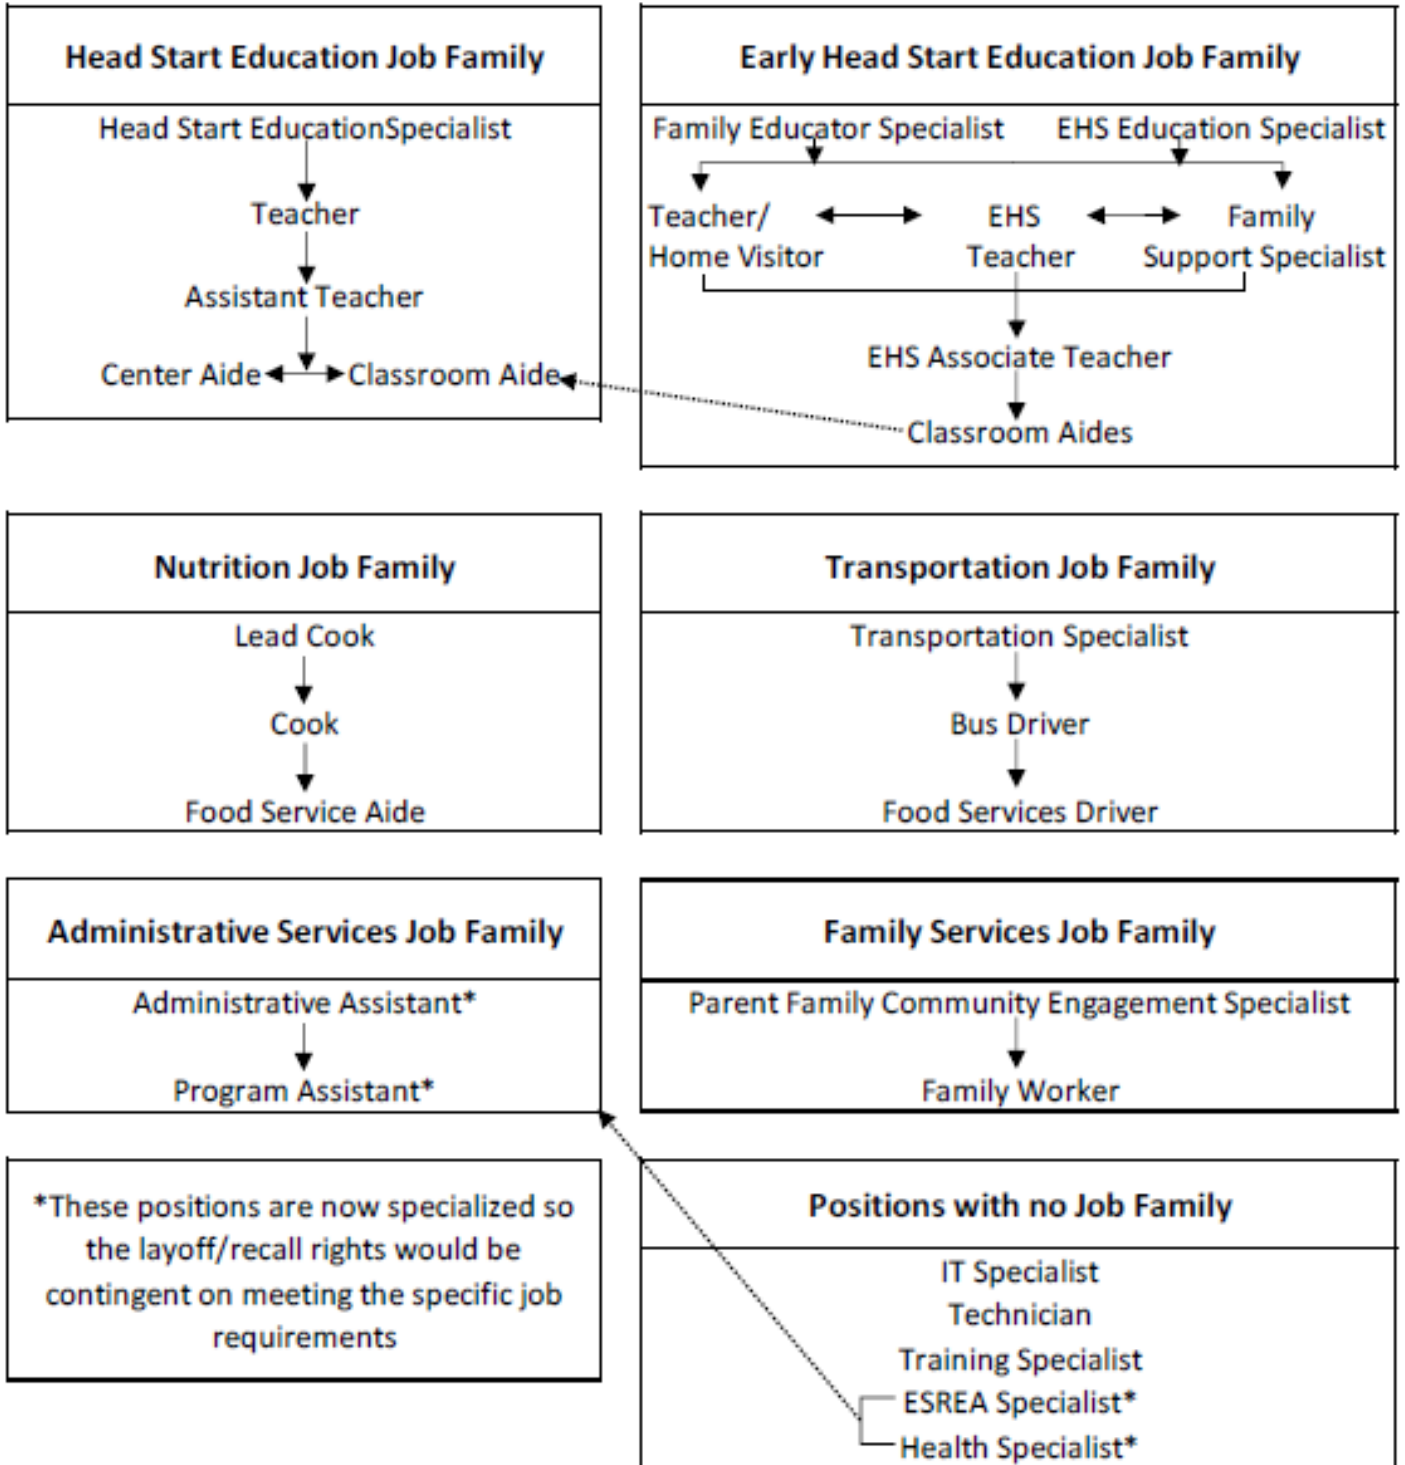 Head Start Education Job Family
Head Start EducationSpecialist
Teacher
Assistant Teacher
Center Aide
Classroom Aide
Early Head Start Education Job Family
Family Educator Specialist
EHS Education Specialist
Teacher/
Home Visitor
EHS
Teacher
Family
Support Specialist
EHS Associate Teacher
Classroom Aides
Nutrition Job Family
Lead Cook
Cook
Food Service Aide
Transportation Job Family
Transportation Specialist
Bus Driver
Food Services Driver
Administrative Services Job Family
Administrative Assistant*
Program Assistant*
Family Services Job Family
Parent Family Community Engagement Specialist
Family Worker
*These positions are now specialized so
the layoff/recall rights would be
contingent on meeting the specific job
requirements
Positions with no Job Family
IT Specialist
Technician
Training Specialist
ESREA Specialist*
Health Specialist*